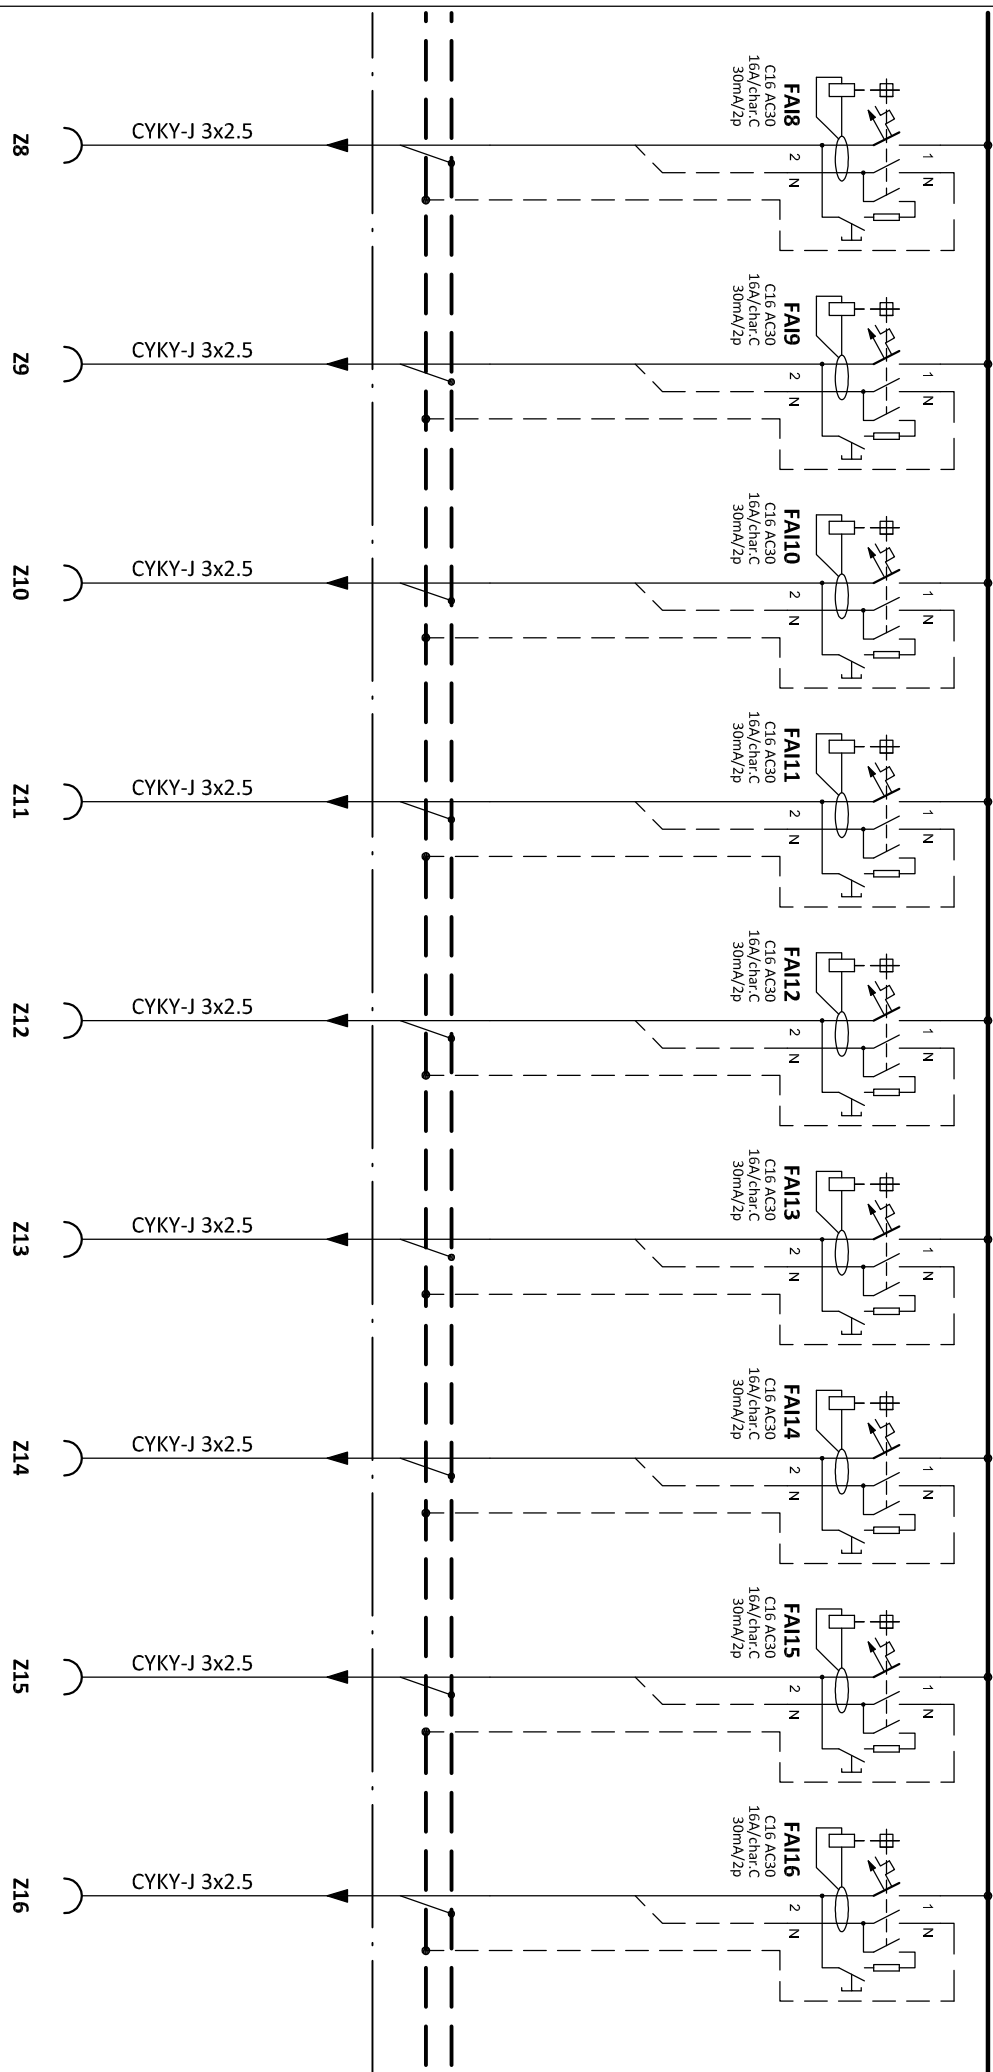 FAI8
C16 AC30
16A/char.C
30mA/2p
1 N
2 N
CYKY-J 3x2.5
Z8
FAI9
C16 AC30
16A/char.C
30mA/2p
1 N
2 N
CYKY-J 3x2.5
Z9
FAI10
C16 AC30
16A/char.C
30mA/2p
1 N
2 N
CYKY-J 3x2.5
Z10
FAI11
C16 AC30
16A/char.C
30mA/2p
1 N
2 N
CYKY-J 3x2.5
Z11
FAI12
C16 AC30
16A/char.C
30mA/2p
1 N
2 N
CYKY-J 3x2.5
Z12
FAI13
C16 AC30
16A/char.C
30mA/2p
1 N
2 N
CYKY-J 3x2.5
Z13
FAI14
C16 AC30
16A/char.C
30mA/2p
1 N
2 N
CYKY-J 3x2.5
Z14
FAI15
C16 AC30
16A/char.C
30mA/2p
1 N
2 N
CYKY-J 3x2.5
Z15
FAI16
C16 AC30
16A/char.C
30mA/2p
1 N
2 N
CYKY-J 3x2.5
Z16